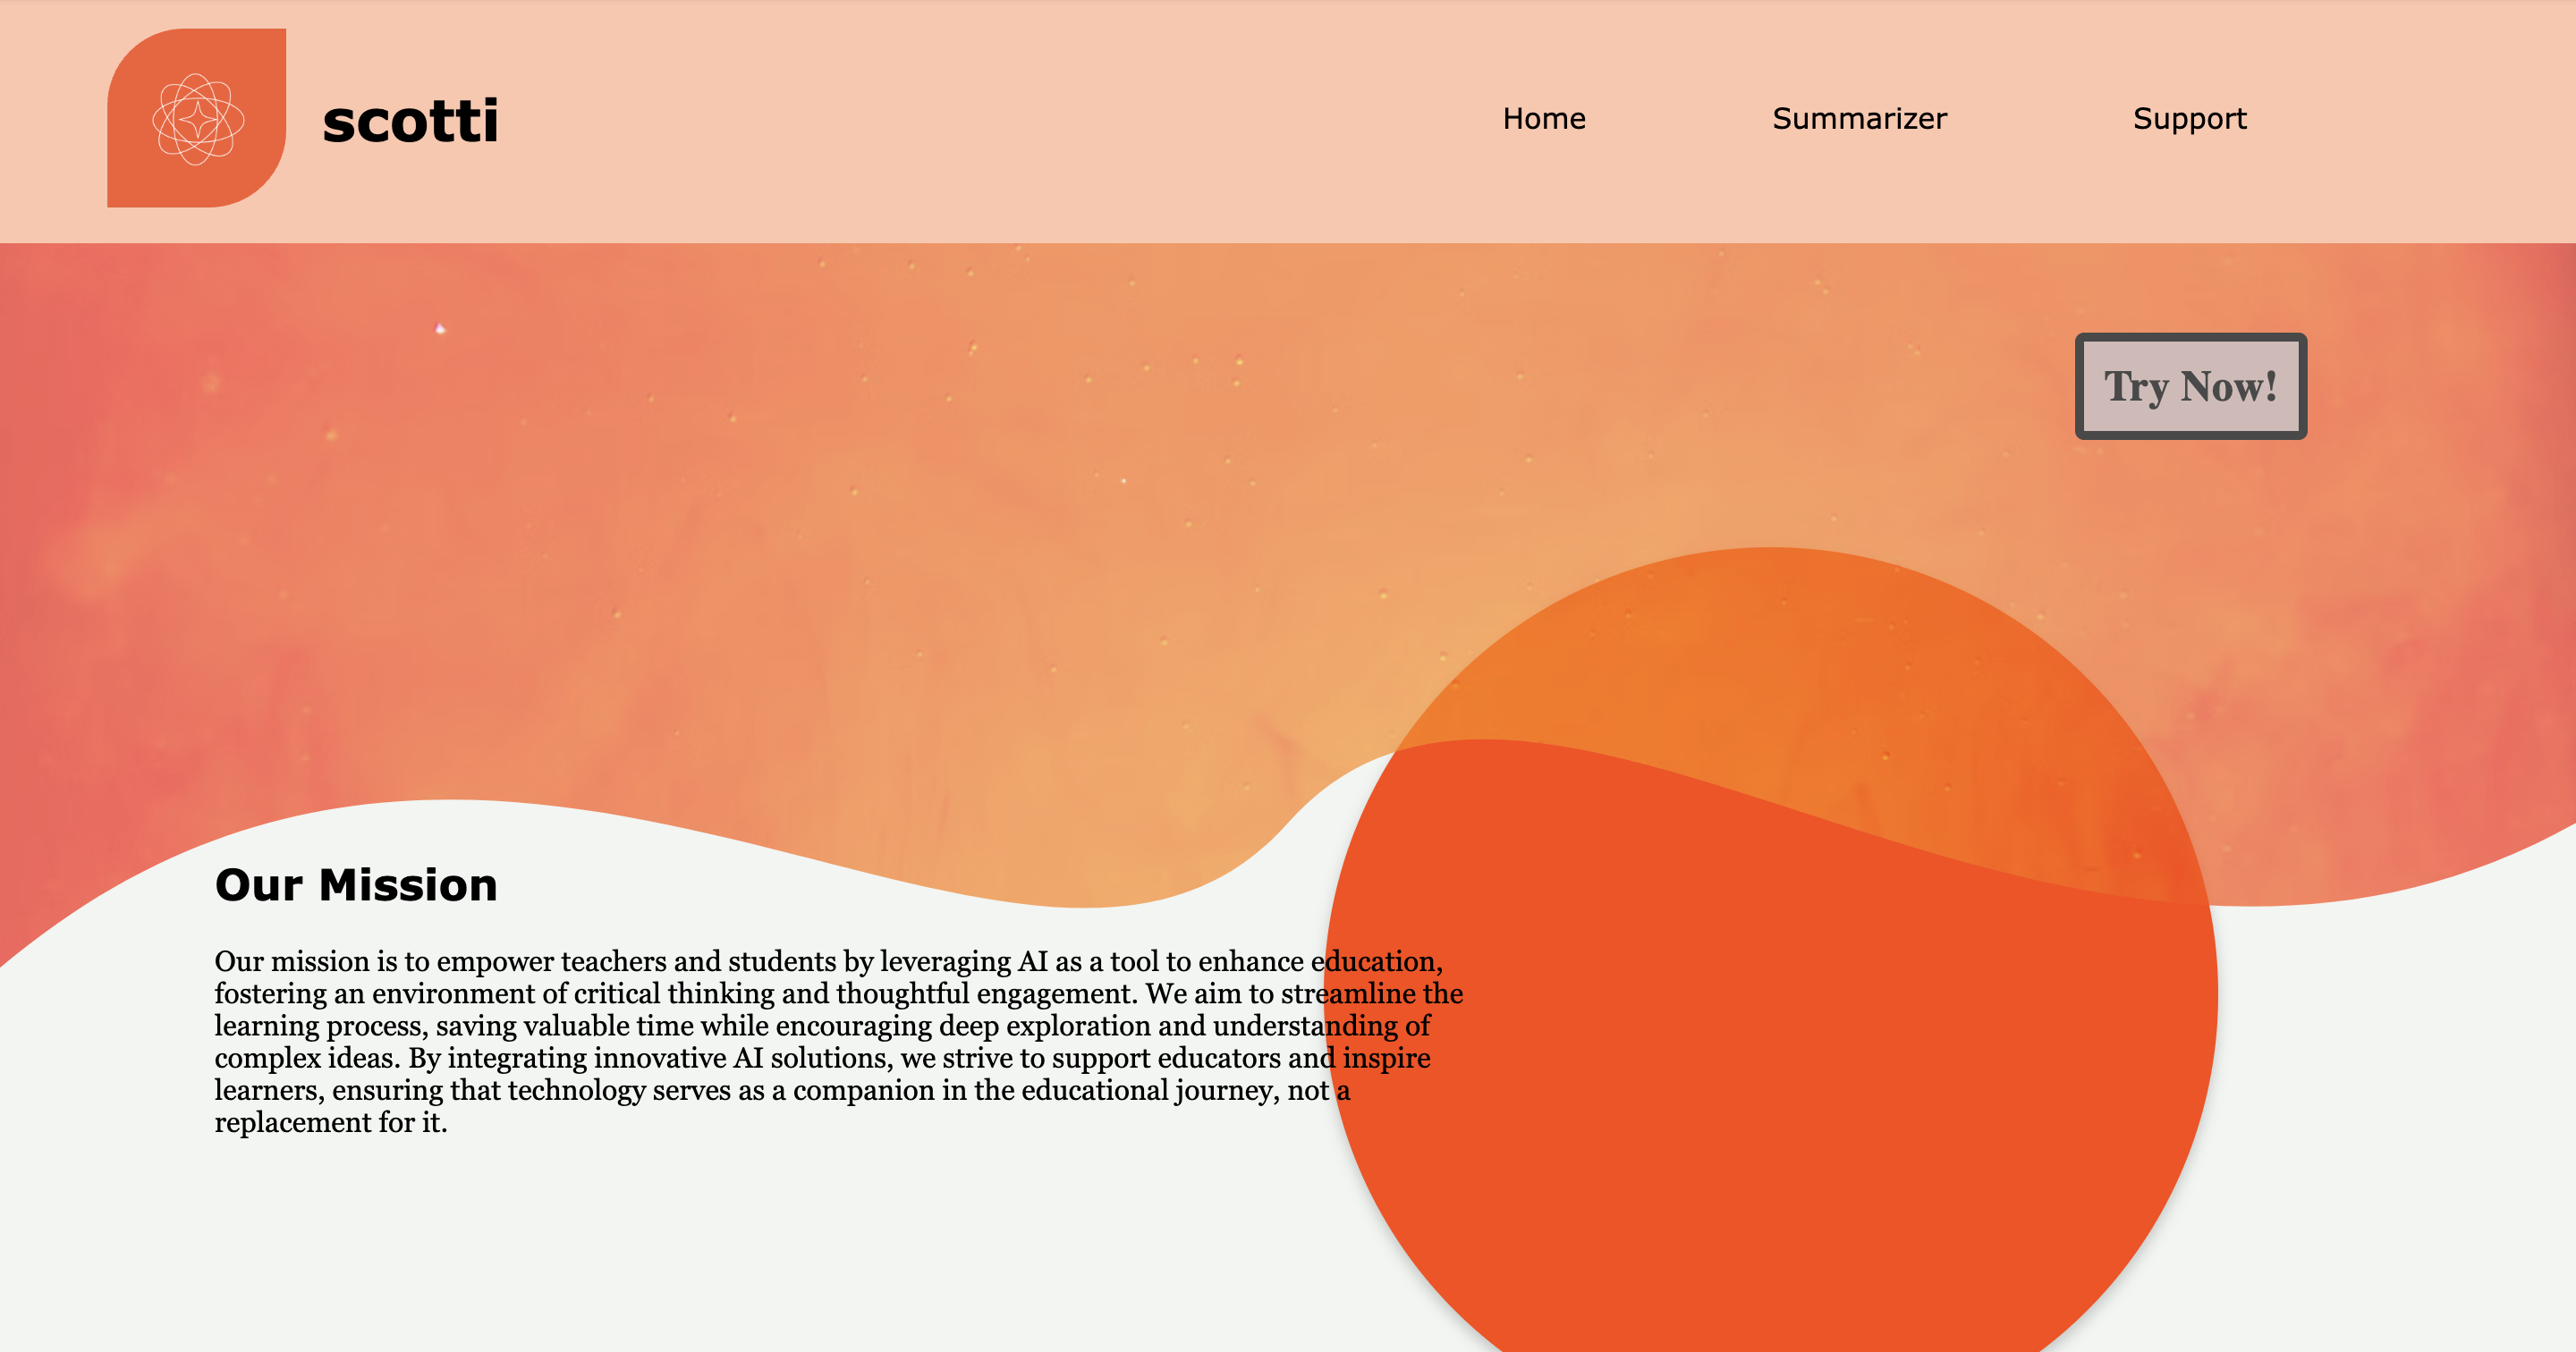 scotti
Home
Summarizer
Support
Try Now!
Our Mission
Our mission is to empower teachers and students by leveraging AI as a tool to enhance education,
fostering an environment of critical thinking and thoughtful engagement. We aim to streamline the
learning process, saving valuable time while encouraging deep exploration and understanding of
complex ideas. By integrating innovative AI solutions, we strive to support educators and inspire
learners, ensuring that technology serves as a companion in the educational journey, not a
replacement for it.